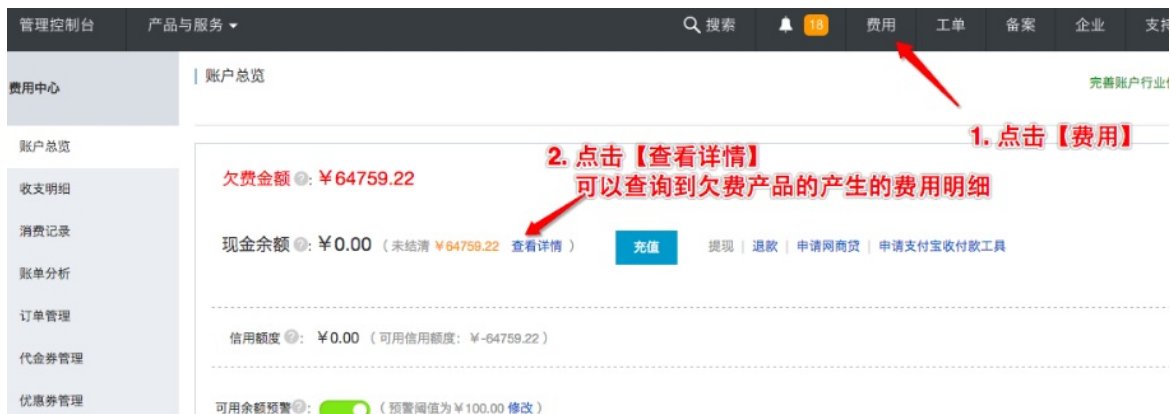 管理控制台 产品与服务 搜索 18 费用 工单 备案 企业 支持
费用中心
账户总览
完善账户行业
1. 点击【费用】
账户总览
收支明细
消费记录
账单分析
订单管理
代金券管理
优惠券管理
2. 点击【查看详情】
可以查询到欠费产品的产生的费用明细
欠费金额 ?: ￥64759.22
现金余额 ?: ￥0.00 ( 未结清 ￥64759.22 查看详情 ) 充值 提现 | 退款 | 申请网商贷 | 申请支付宝收付款工具
信用额度 ?: ￥0.00 ( 可用信用额度: ￥-64759.22 )
可用余额预警 ?: ( 预警阈值为￥100.00 修改 )